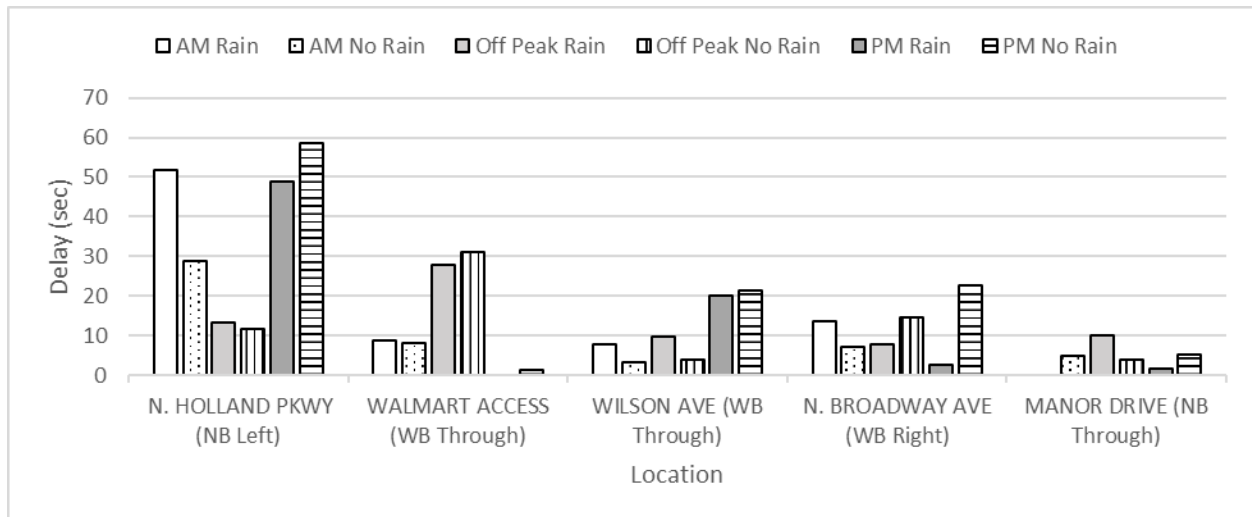 AM Rain AM No Rain Off Peak Rain Off Peak No Rain PM Rain PM No Rain
70
60
50
40
30
20
10
0
Delay (sec)
N. HOLLAND PKWY (NB Left)
WALMART ACCESS (WB Through)
WILSON AVE (WB Through)
N. BROADWAY AVE (WB Right)
MANOR DRIVE (NB Through)
Location